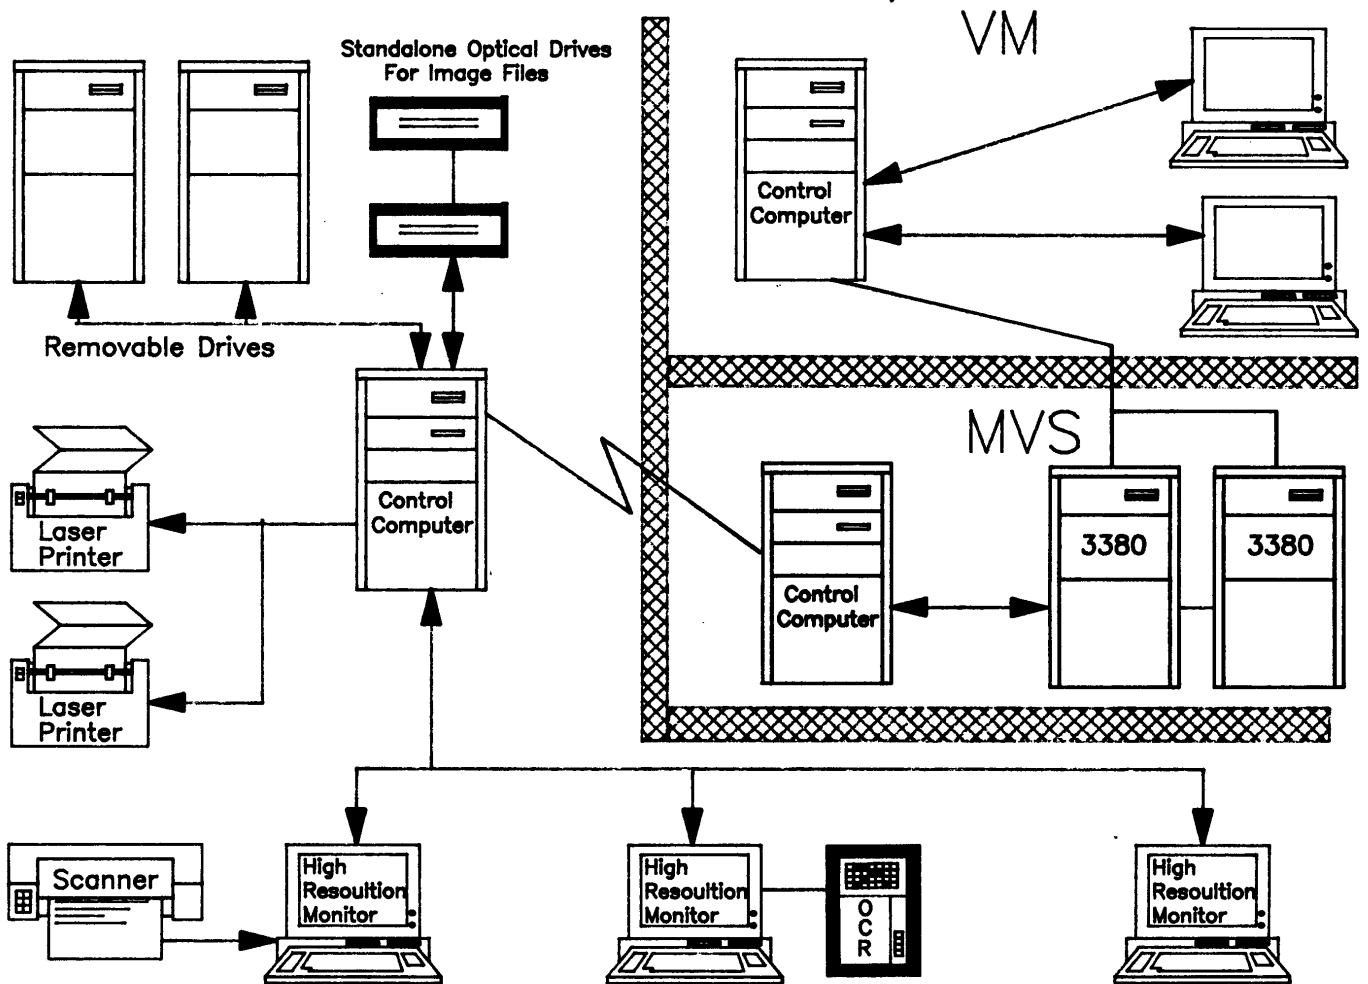 VM
Standalone Optical Drives
For Image Files
Control
Computer
Removable Drives
MVS
Laser
Printer
Control
Computer
3380
3380
Control
Computer
Laser
Printer
Scanner
High
Resoultion
Monitor
High
Resoultion
Monitor
O
C
R
High
Resoultion
Monitor